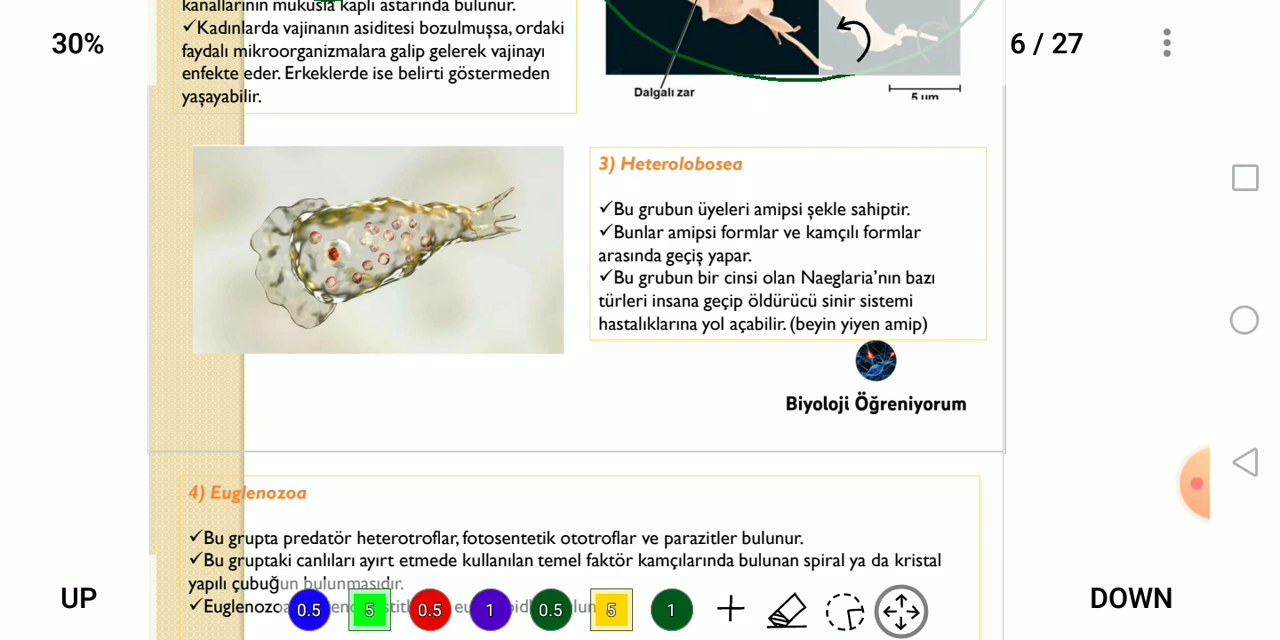 30%
kanallarının mukusla kaplı astarında bulunur.
✓Kadınlarda vajinanın asiditesi bozulmuşsa, ordaki
faydalı mikroorganizmalara galip gelerek vajinayı
enfekte eder. Erkeklerde ise belirti göstermeden
yaşayabilir.
Dalgalı zar
5 µm
6 / 27
3) Heterolobosea
✓Bu grubun üyeleri amipsi şekle sahiptir.
✓Bunlar amipsi formlar ve kamçılı formlar
arasında geçiş yapar.
✓Bu grubun bir cinsi olan Naeglaria’nın bazı
türleri insana geçip öldürücü sinir sistemi
hastalıklarına yol açabilir. (beyin yiyen amip)
Biyoloji Öğreniyorum
4) Euglenozoa
✓Bu grupta predatör heterotroflar, fotosentetik ototroflar ve parazitler bulunur.
✓Bu gruptaki canlıları ayırt etmede kullanılan temel faktör kamçılarında bulunan spiral ya da kristal
yapılı çubuğun bulunmasıdır.
✓Euglenozoa
UP
0.5
5
0.5
1
0.5
5
1
DOWN